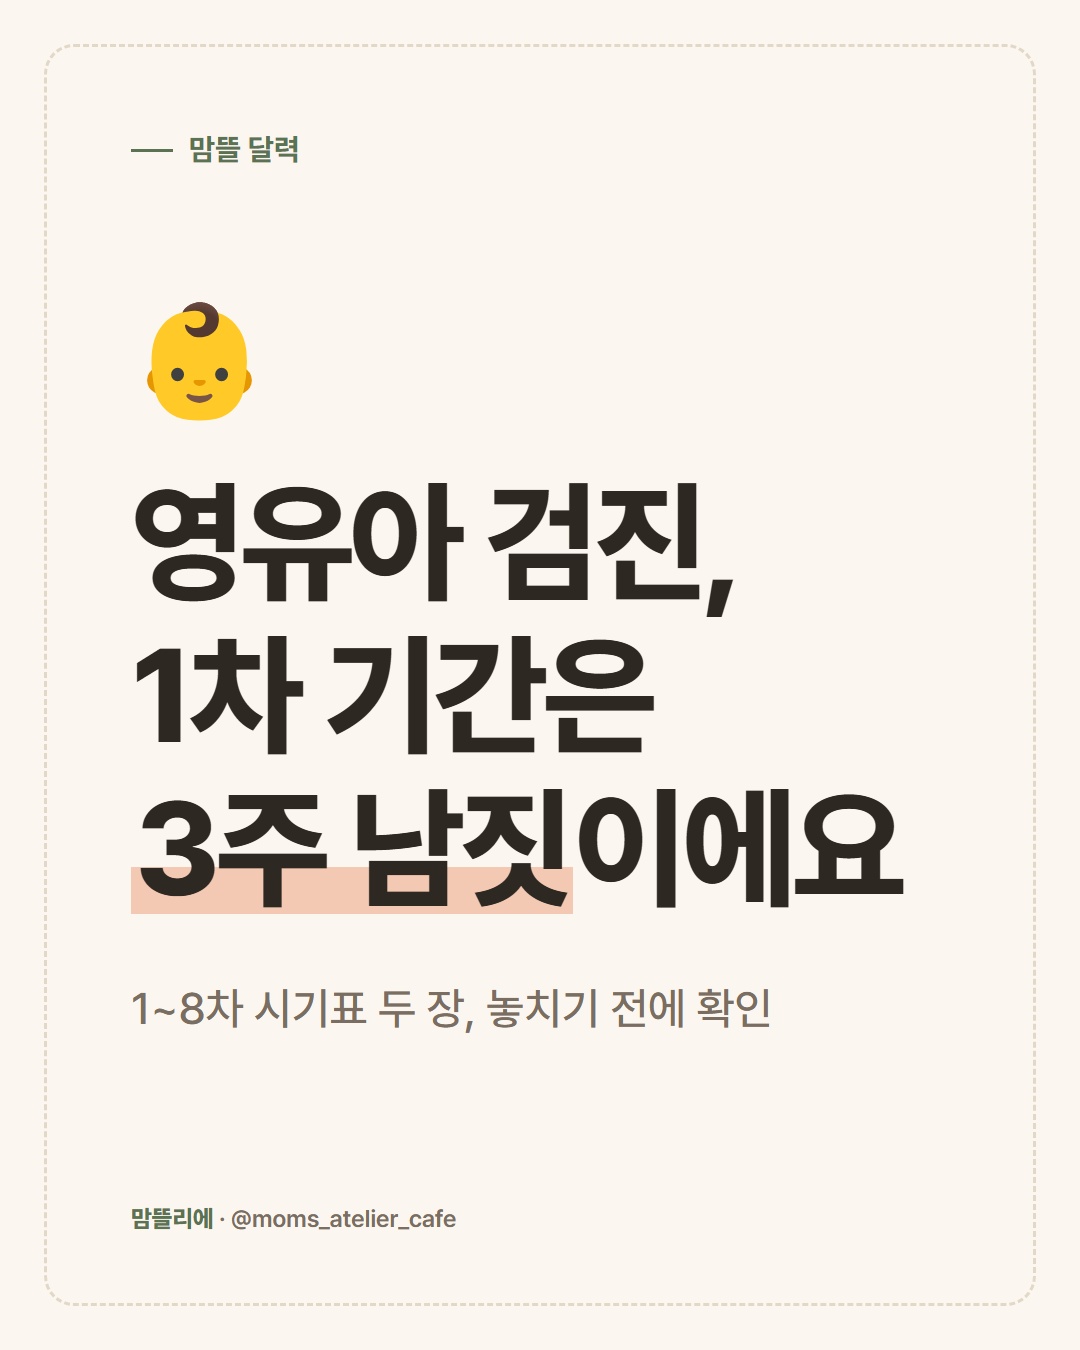 맘뜰 달력
영유아 검진,
1차 기간은
3주 남짓이에요
1~8차 시기표 두 장, 놓치기 전에 확인
맘뜰리에 · @moms_atelier_cafe